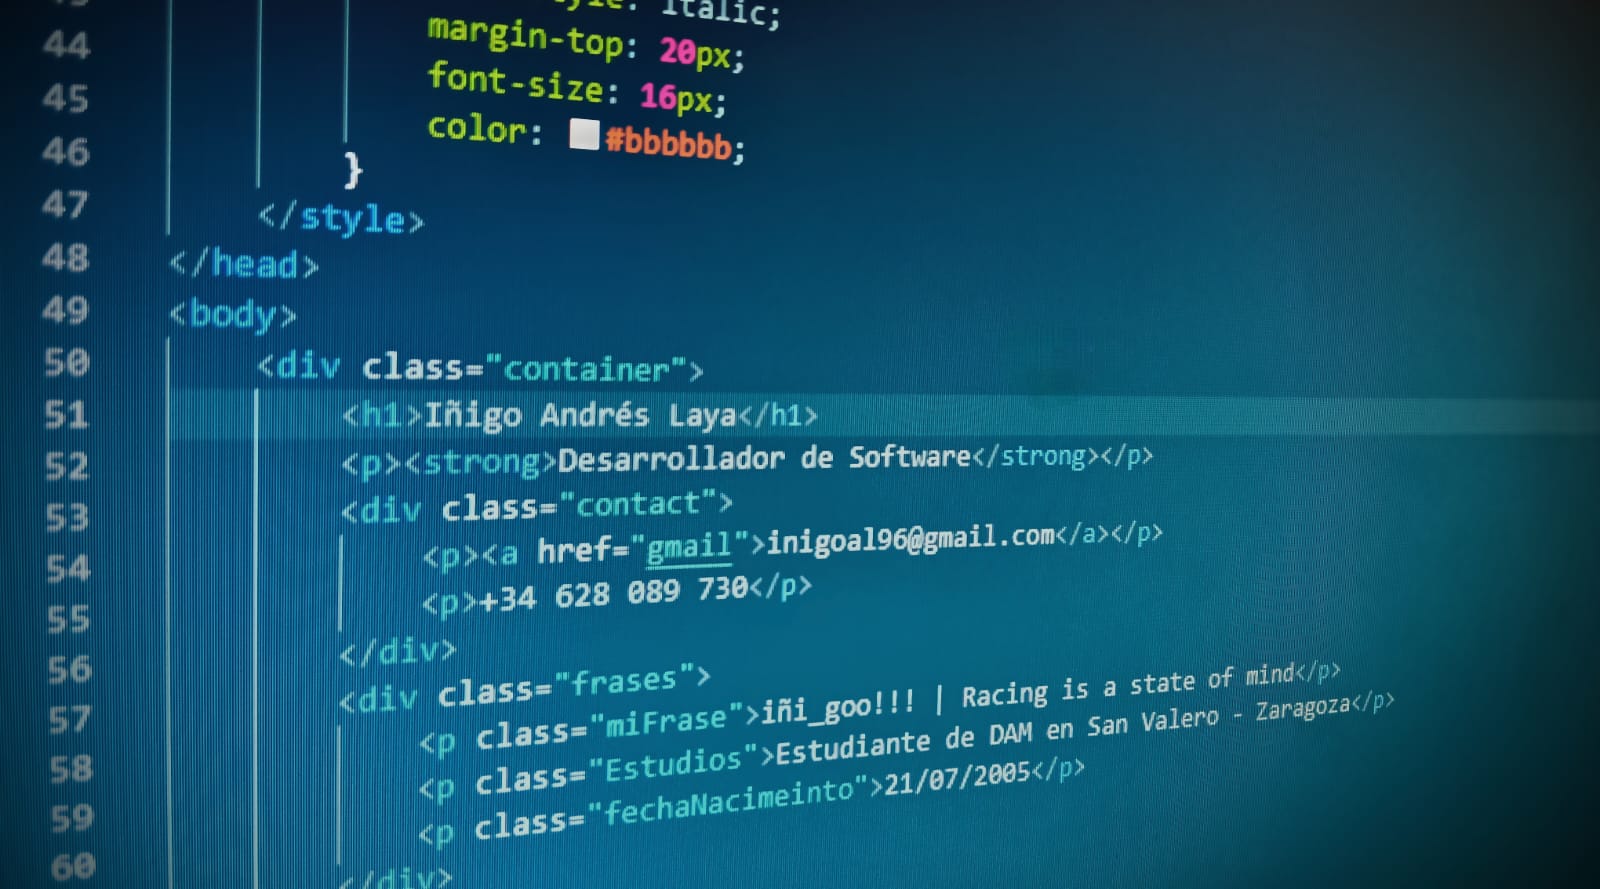 44 margin-top: 20px;
45 font-size: 16px;
46 color: #bbbbbb;
}
47 </style>
48 </head>
49 <body>
50 <div class="container">
51 <h1>Iñigo Andrés Laya</h1>
52 <p><strong>Desarrollador de Software</strong></p>
53 <div class="contact">
54 <p><a href="gmail">inigoal96@gmail.com</a></p>
55 <p>+34 628 089 730</p>
56 </div>
57 <div class="frases">
58 <p class="miFrase">iñi_goo!!! | Racing is a state of mind</p>
59 <p class="Estudios">Estudiante de DAM en San Valero - Zaragoza</p>
60 <p class="fechaNacimeinto">21/07/2005</p>
</div>